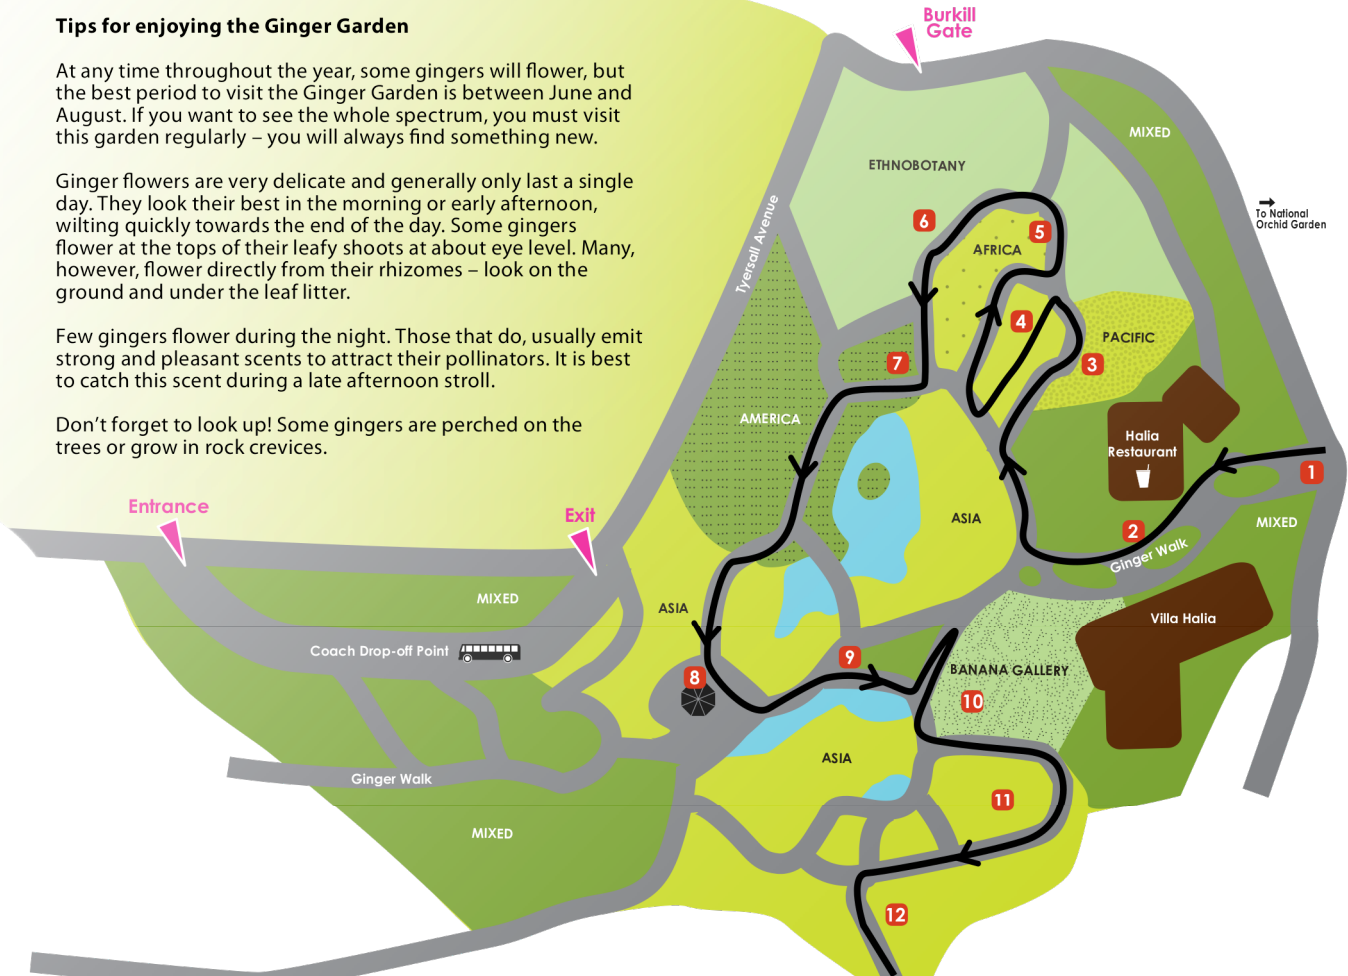 Tips for enjoying the Ginger Garden
At any time throughout the year, some gingers will flower, but
the best period to visit the Ginger Garden is between June and
August. If you want to see the whole spectrum, you must visit
this garden regularly – you will always find something new.
Ginger flowers are very delicate and generally only last a single
day. They look their best in the morning or early afternoon,
wilting quickly towards the end of the day. Some gingers
flower at the tops of their leafy shoots at about eye level. Many,
however, flower directly from their rhizomes – look on the
ground and under the leaf litter.
Few gingers flower during the night. Those that do, usually emit
strong and pleasant scents to attract their pollinators. It is best
to catch this scent during a late afternoon stroll.
Don’t forget to look up! Some gingers are perched on the
trees or grow in rock crevices.
Burkill
Gate
MIXED
ETHNOBOTANY
To National
Orchid Garden
Tyersall Avenue
6
5
AFRICA
4
PACIFIC
7
3
AMERICA
Halia
Restaurant
1
Entrance
Exit
ASIA
2
MIXED
Ginger Walk
MIXED
ASIA
Villa Halia
Coach Drop-off Point
9
8
BANANA GALLERY
10
ASIA
Ginger Walk
11
MIXED
12